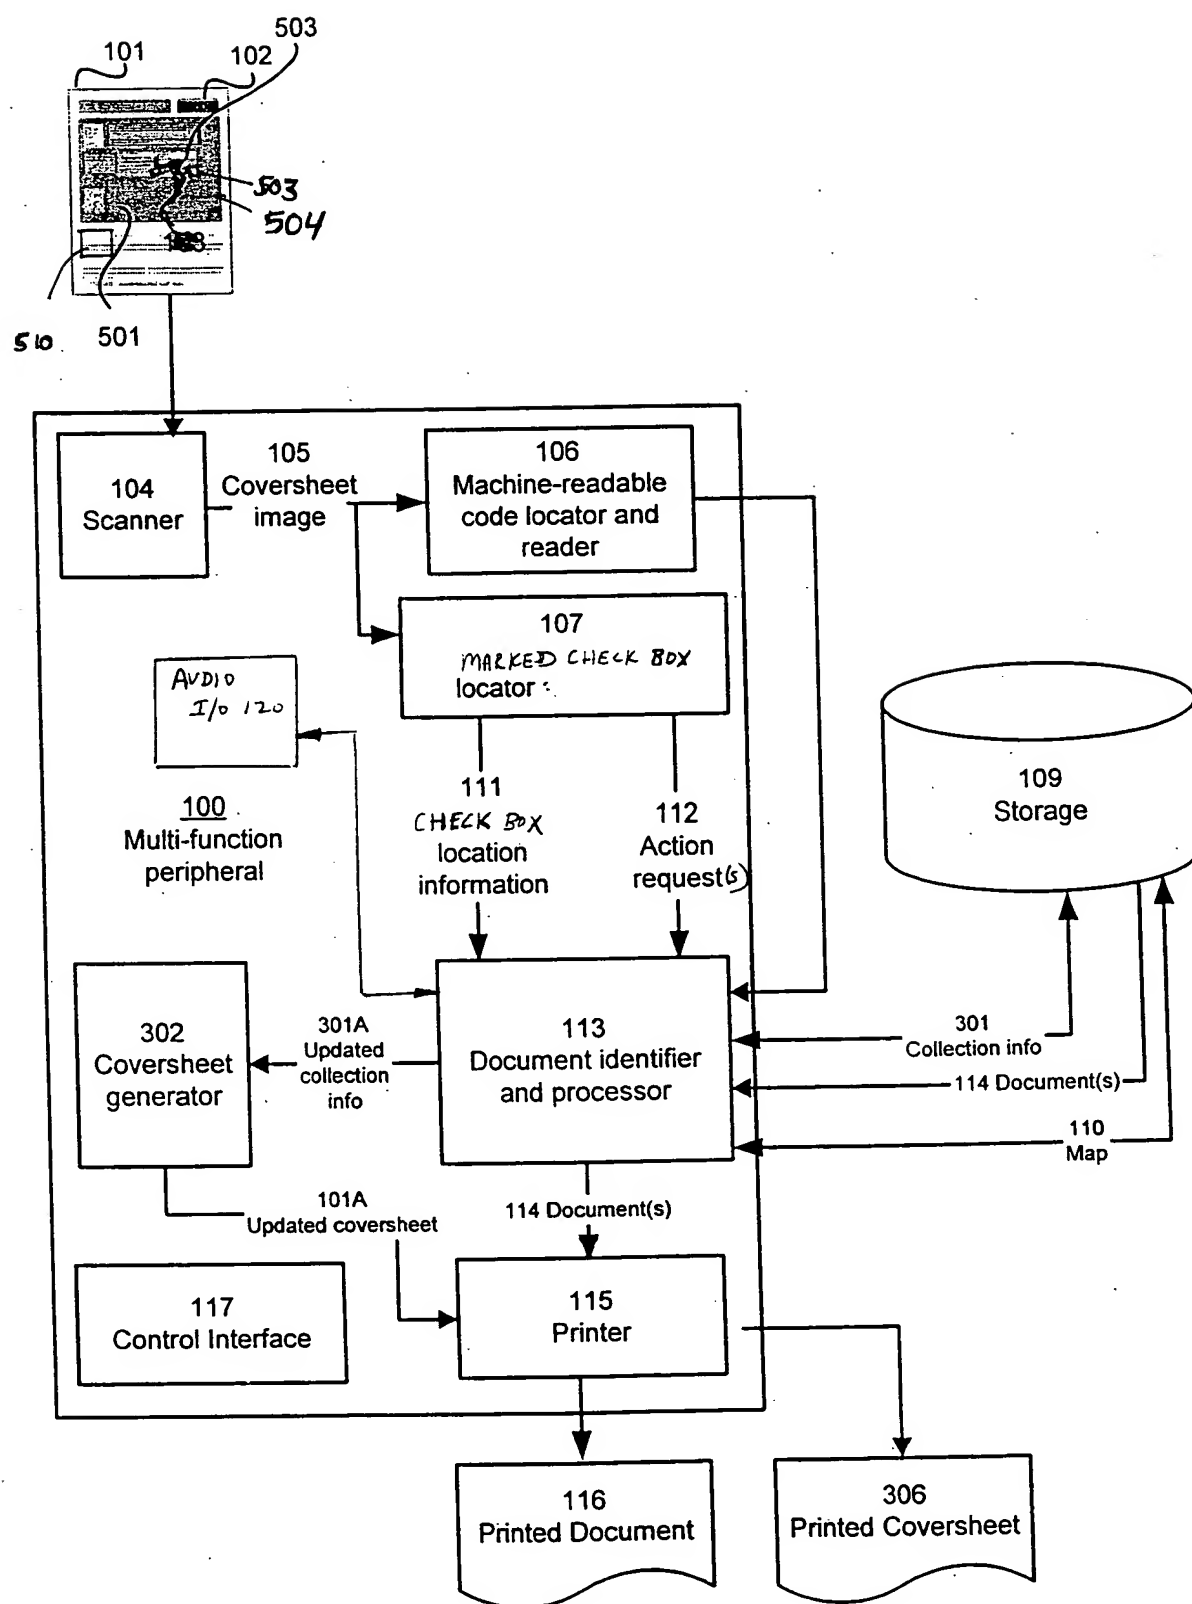 503
101
102
503
504
510
501
104
Scanner
105
Coversheet
image
106
Machine-readable
code locator and
reader
107
MARKED CHECK BOX
locator
AUDIO
I/O 120
100
Multi-function
peripheral
111
CHECK BOX
location
information
112
Action
request(s)
109
Storage
302
Coversheet
generator
301A
Updated
collection
info
113
Document identifier
and processor
301
Collection info
114 Document(s)
110
Map
101A
Updated coversheet
114 Document(s)
117
Control Interface
115
Printer
116
Printed Document
306
Printed Coversheet